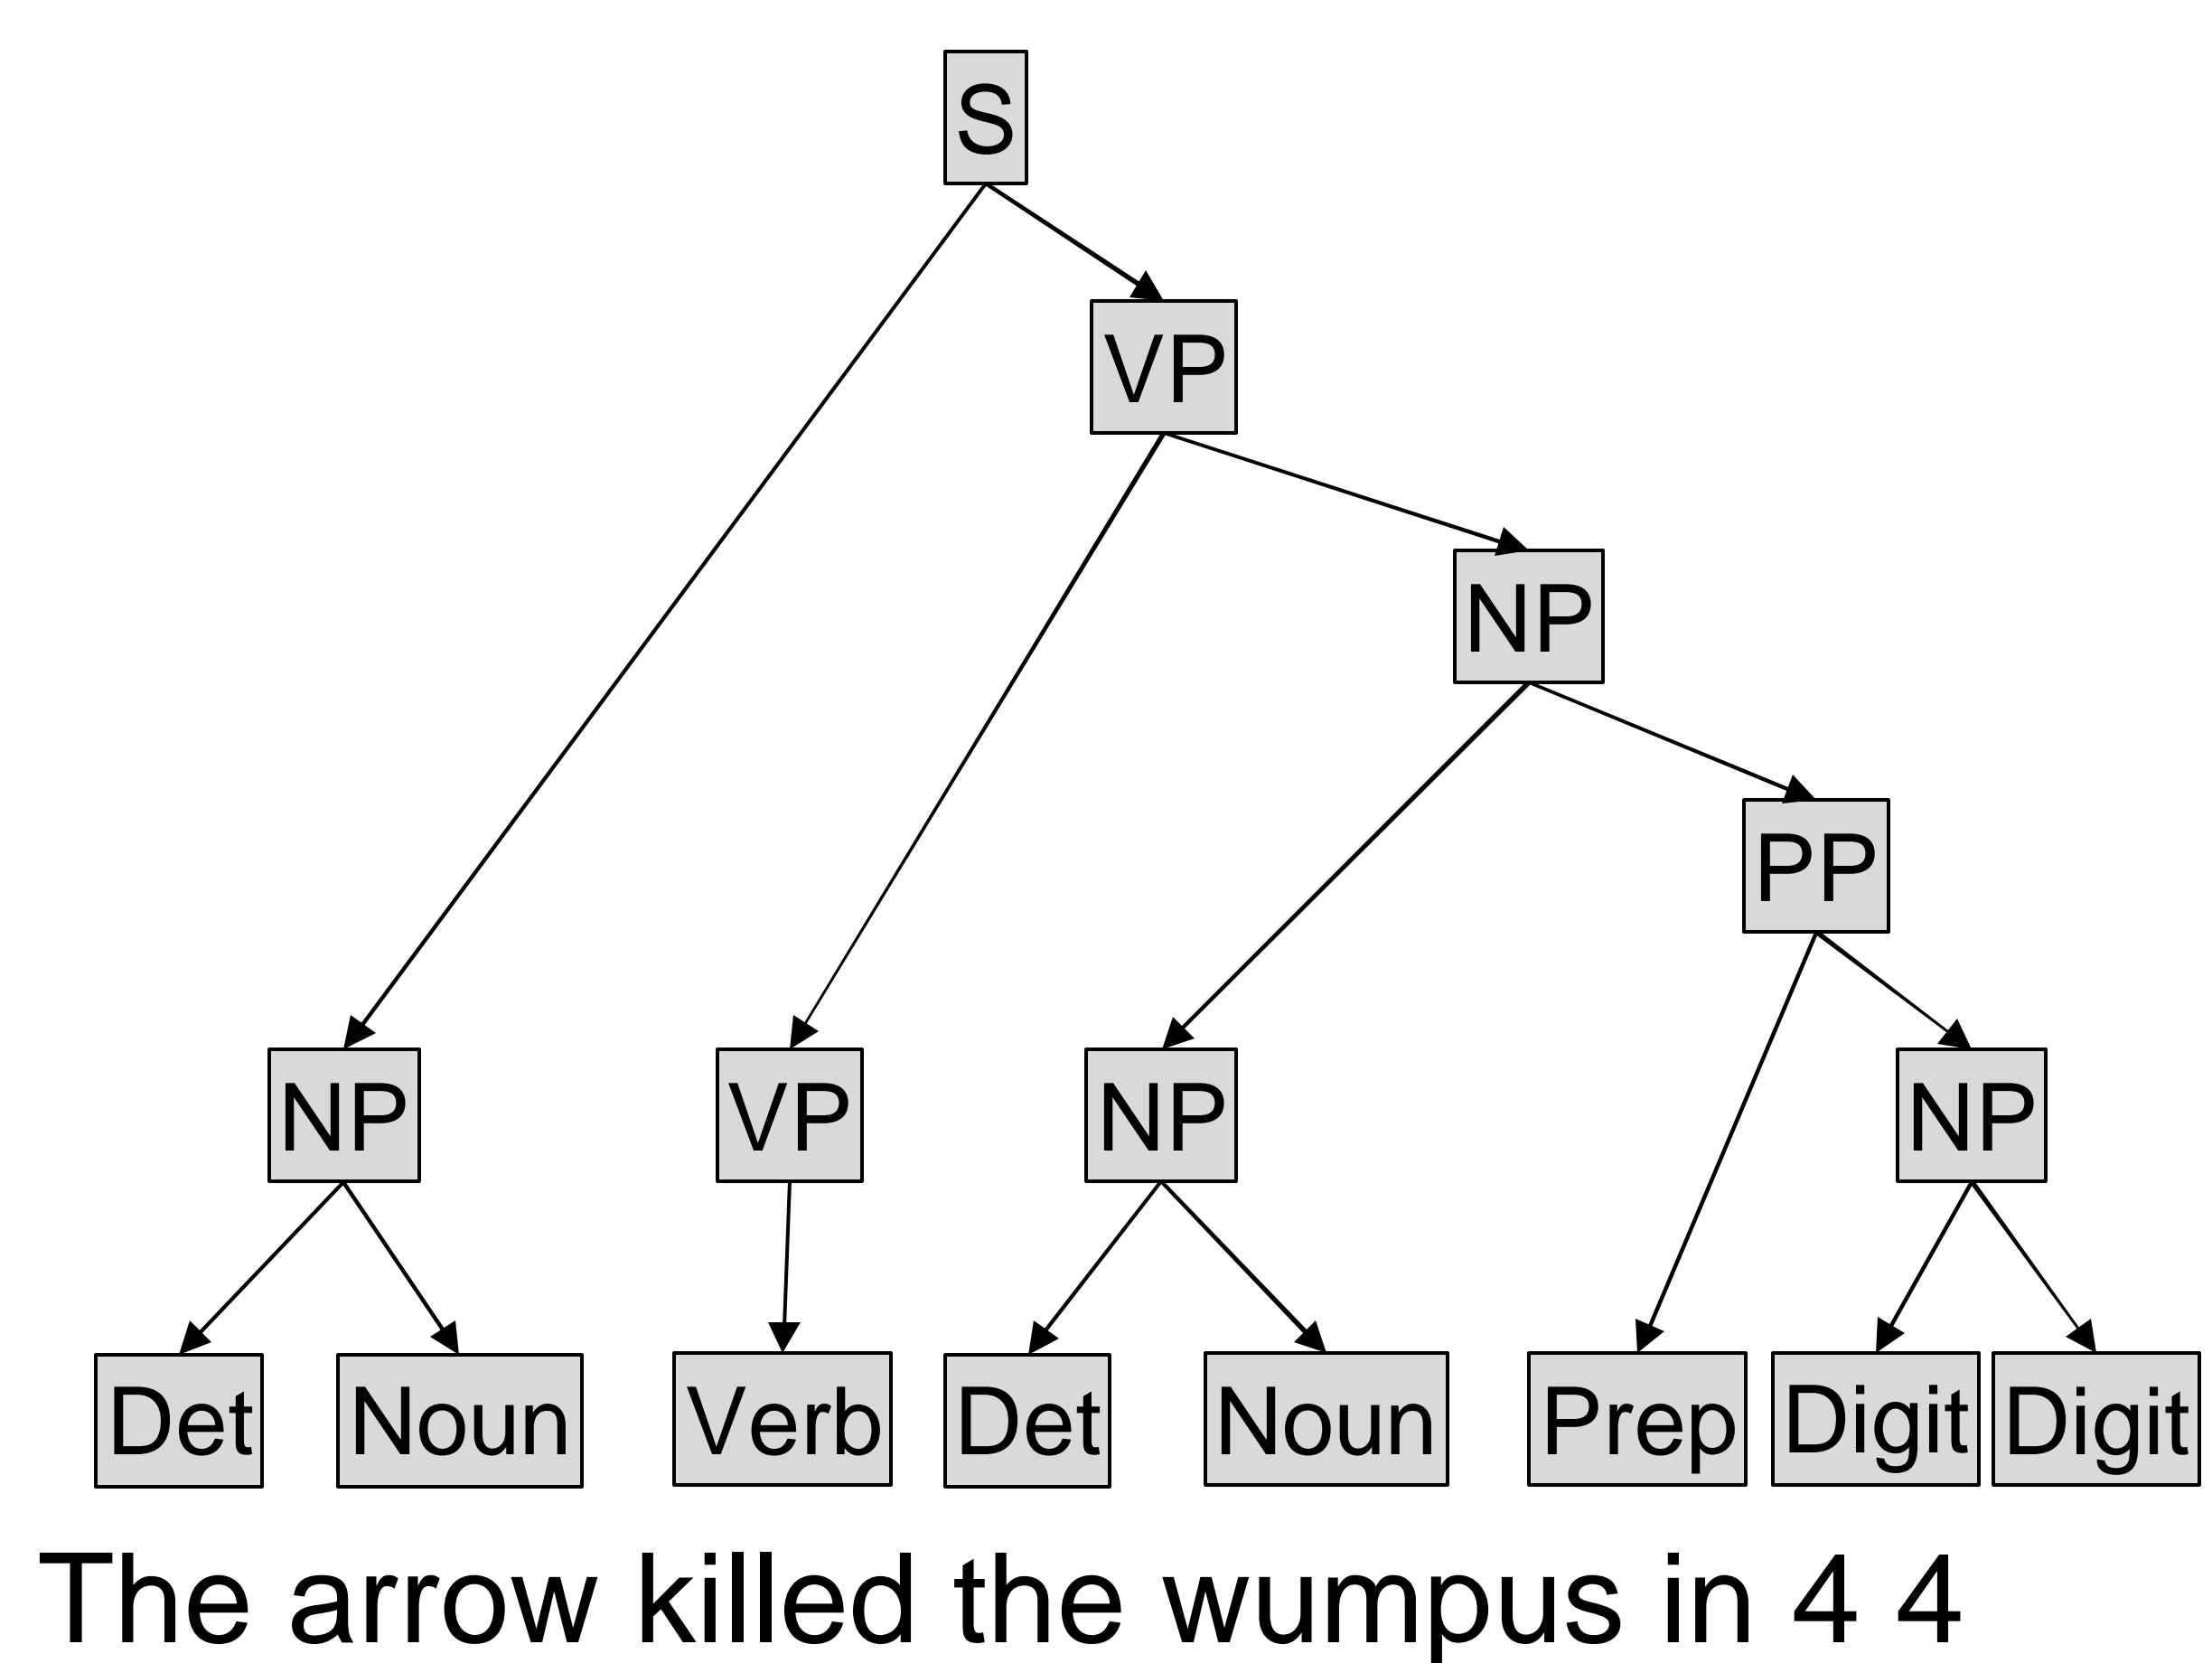 S
VP
NP
PP
NP VP NP NP
Det Noun Verb Det Noun Prep Digit Digit
The arrow killed the wumpus in 4 4